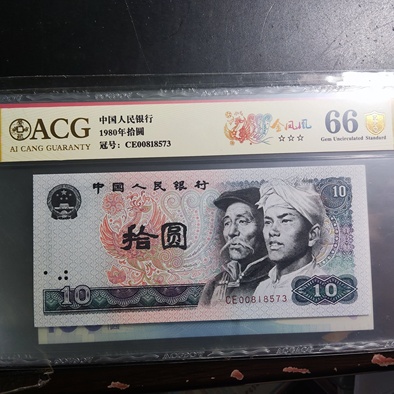 ACG
AI CANG GUARANTY
中国人民银行
1980年拾圆
冠号: CE00818573
金凤凰
☆☆☆
66
Gem Uncirculated Standard
中国人民银行
10
拾圆
10
CE00818573
10